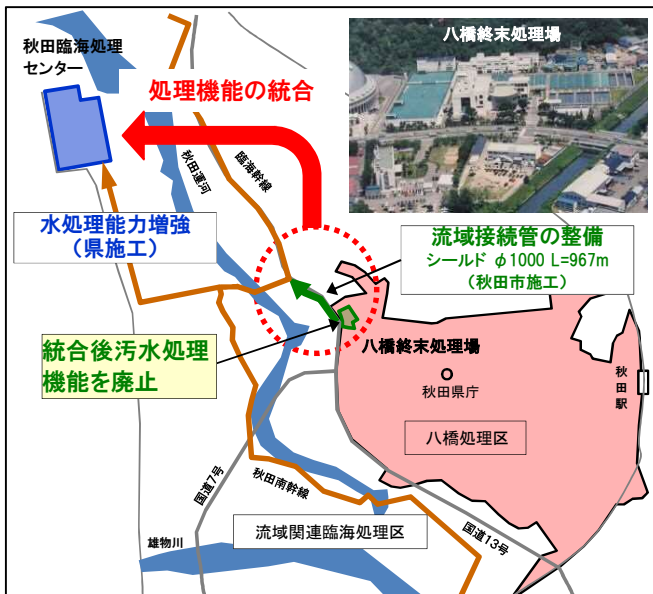 秋田臨海処理
センター
八橋終末処理場
処理機能の統合
臨海幹線
秋田運河
水処理能力増強
（県施工）
流域接続管の整備
シールド φ1000 L=967m
（秋田市施工）
統合後汚水処理
機能を廃止
八橋終末処理場
秋田県庁
秋田駅
八橋処理区
国道7号
秋田南幹線
流域関連臨海処理区
国道13号
雄物川